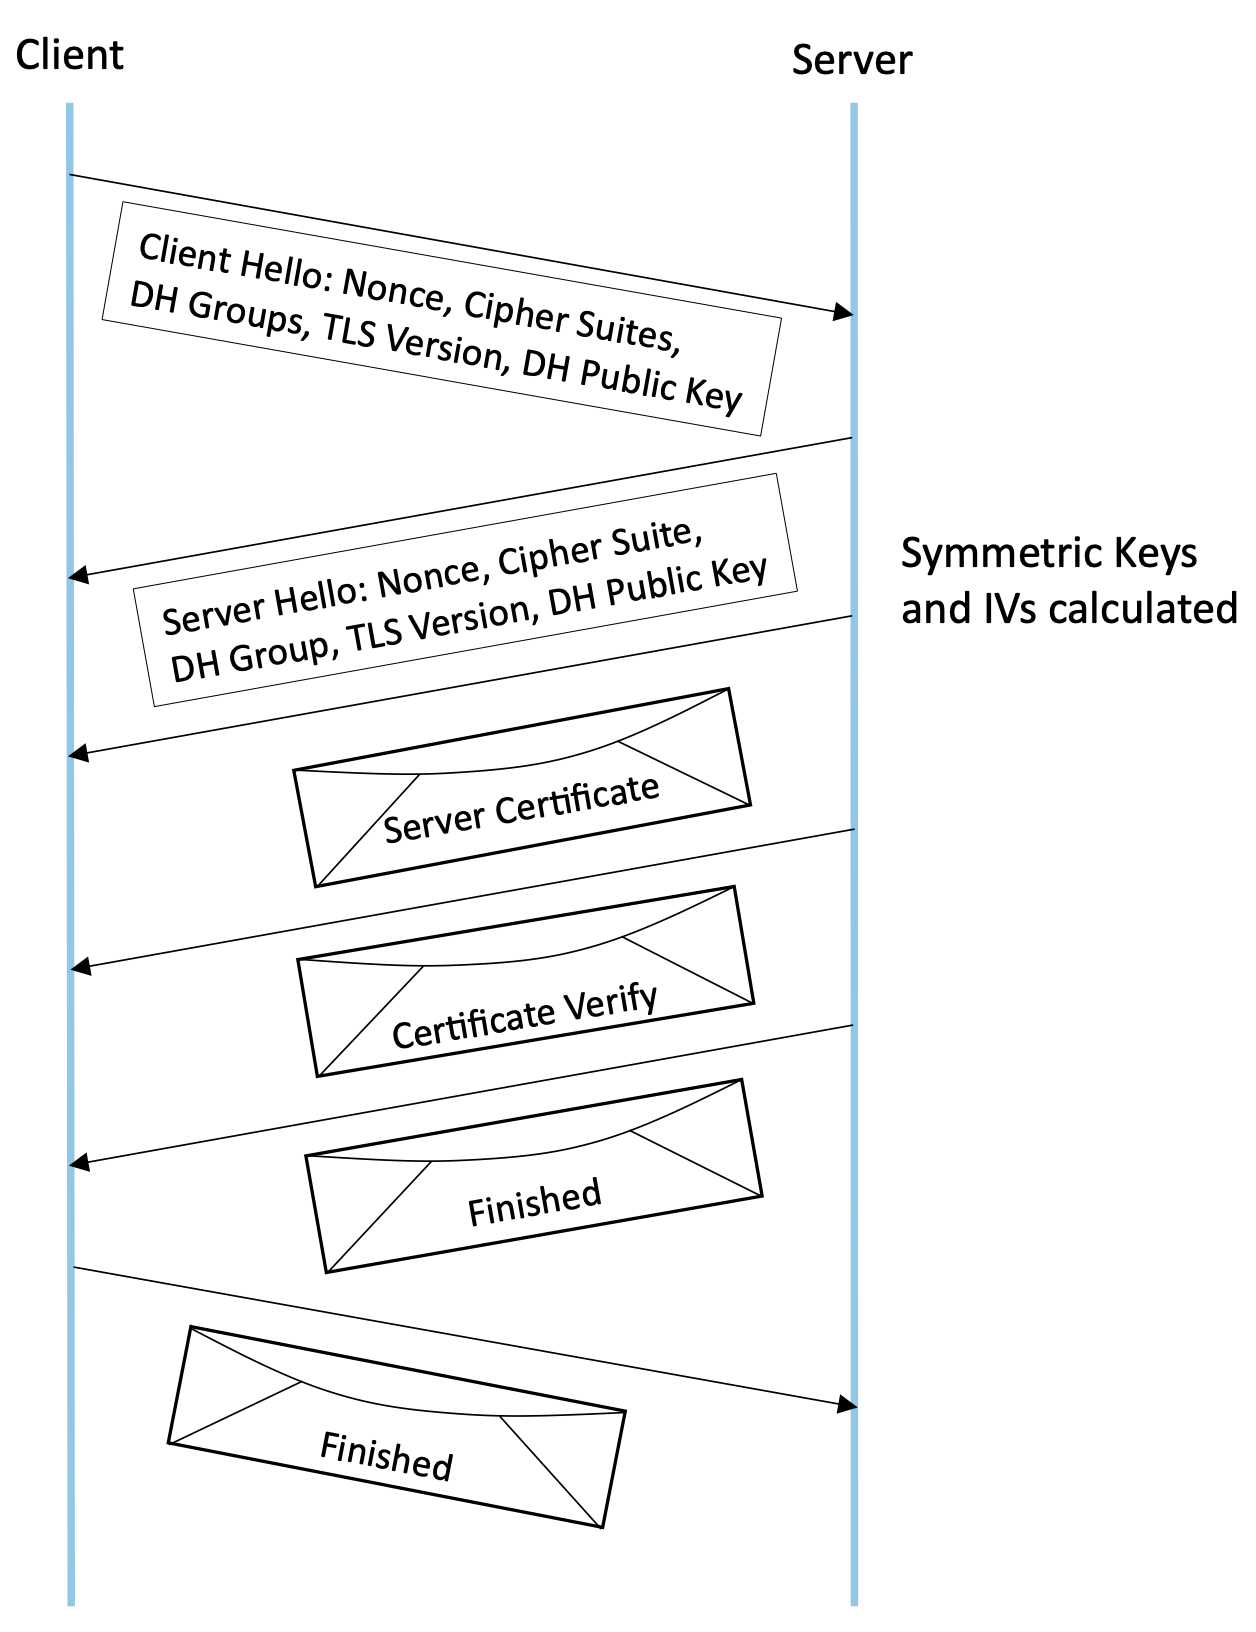 Client
Server
Client Hello: Nonce, Cipher Suites,
DH Groups, TLS Version, DH Public Key
Server Hello: Nonce, Cipher Suite,
DH Group, TLS Version, DH Public Key
Symmetric Keys
and IVs calculated
Server Certificate
Certificate Verify
Finished
Finished